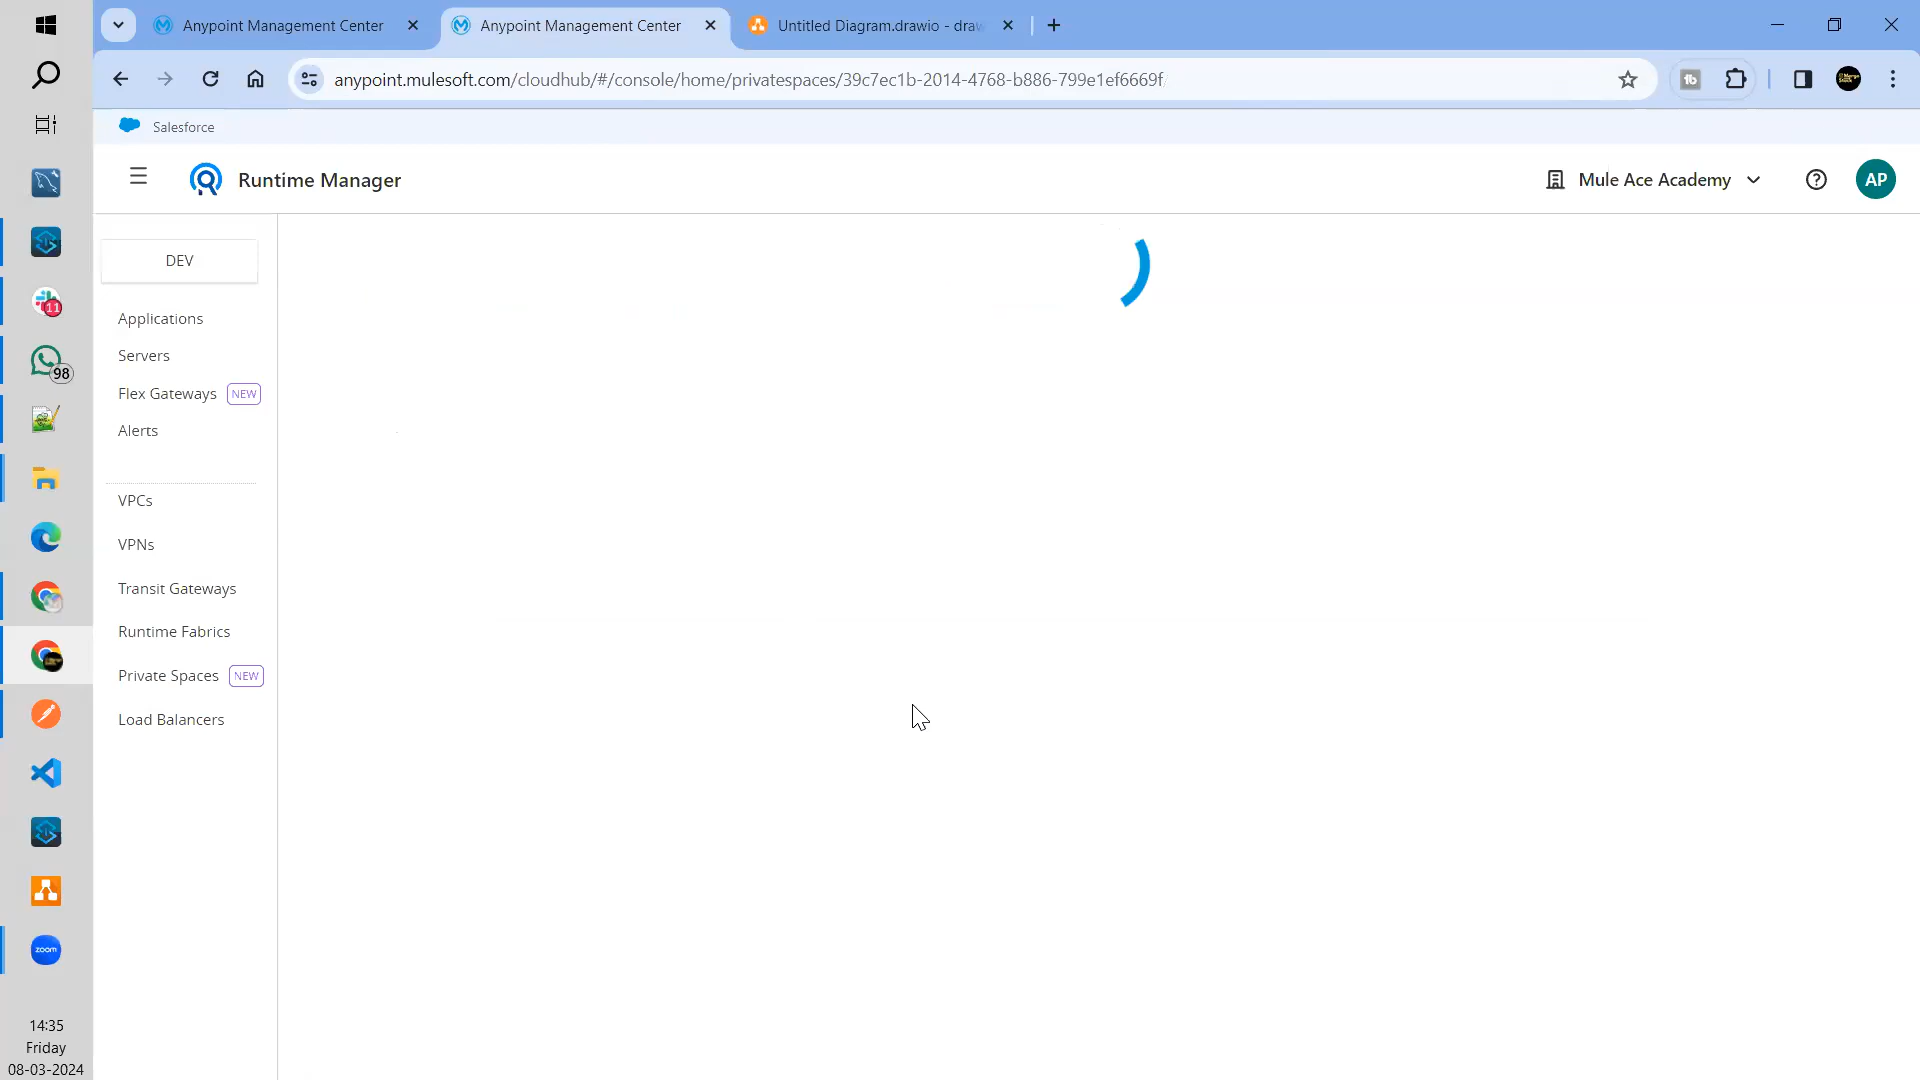 Anypoint Management Center
Anypoint Management Center
Untitled Diagram.drawio - draw
anypoint.mulesoft.com/cloudhub/#/console/home/privatespaces/39c7ec1b-2014-4768-b886-799e1ef6669f
Salesforce
Runtime Manager
Mule Ace Academy
AP
DEV
Applications
Servers
Flex Gateways NEW
Alerts
VPCs
VPNs
Transit Gateways
Runtime Fabrics
Private Spaces NEW
Load Balancers
11
98
zoom
14:35
Friday
08-03-2024